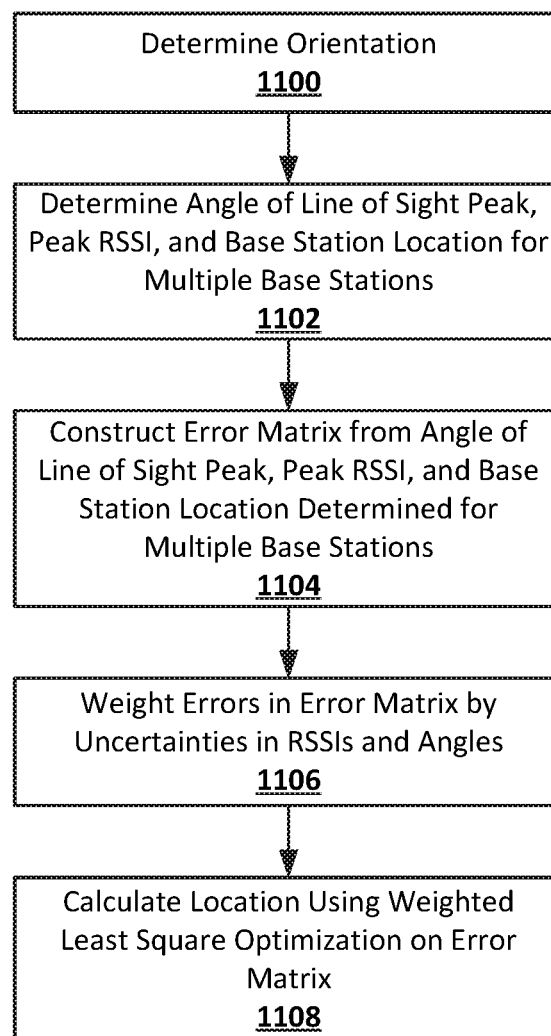 Determine Orientation
1100
Determine Angle of Line of Sight Peak,
Peak RSSI, and Base Station Location for
Multiple Base Stations
1102
Construct Error Matrix from Angle of
Line of Sight Peak, Peak RSSI, and Base
Station Location Determined for
Multiple Base Stations
1104
Weight Errors in Error Matrix by
Uncertainties in RSSIs and Angles
1106
Calculate Location Using Weighted
Least Square Optimization on Error
Matrix
1108